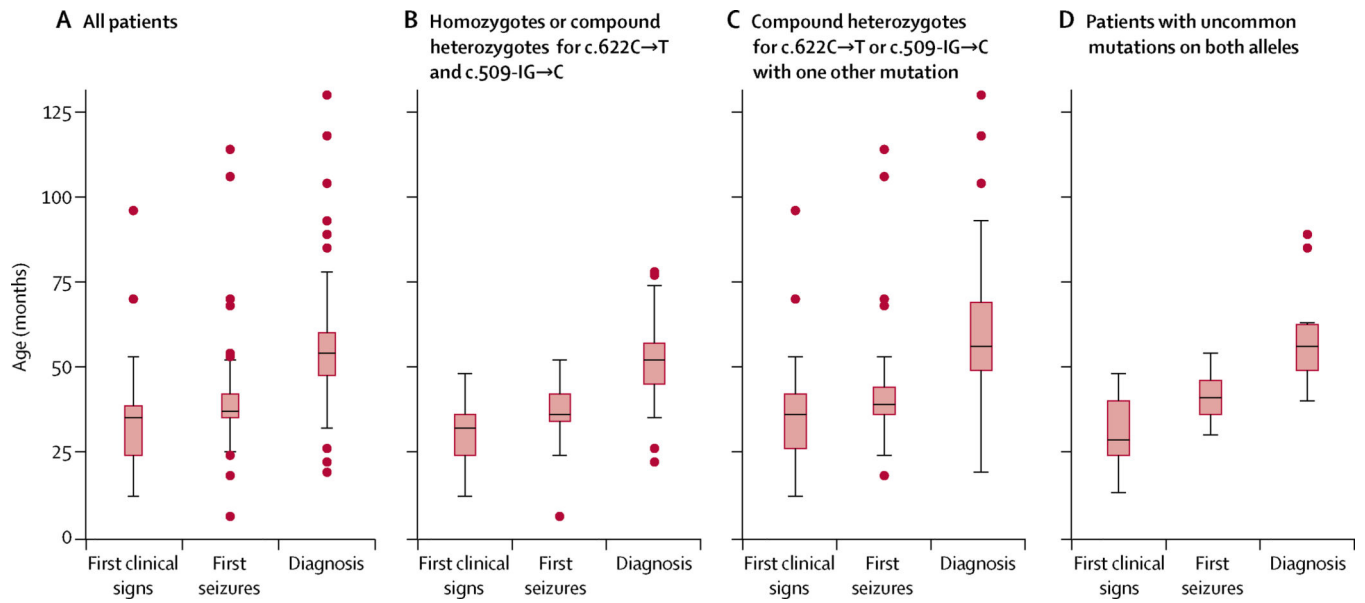 A All patients
B Homozygotes or compound
heterozygotes for c.622C→T
and c.509-IG→C
C Compound heterozygotes
for c.622C→T or c.509-IG→C
with one other mutation
D Patients with uncommon
mutations on both alleles
Age (months)
125
100
75
50
25
0
First clinical
signs
First
seizures
Diagnosis
First clinical
signs
First
seizures
Diagnosis
First clinical
signs
First
seizures
Diagnosis
First clinical
signs
First
seizures
Diagnosis